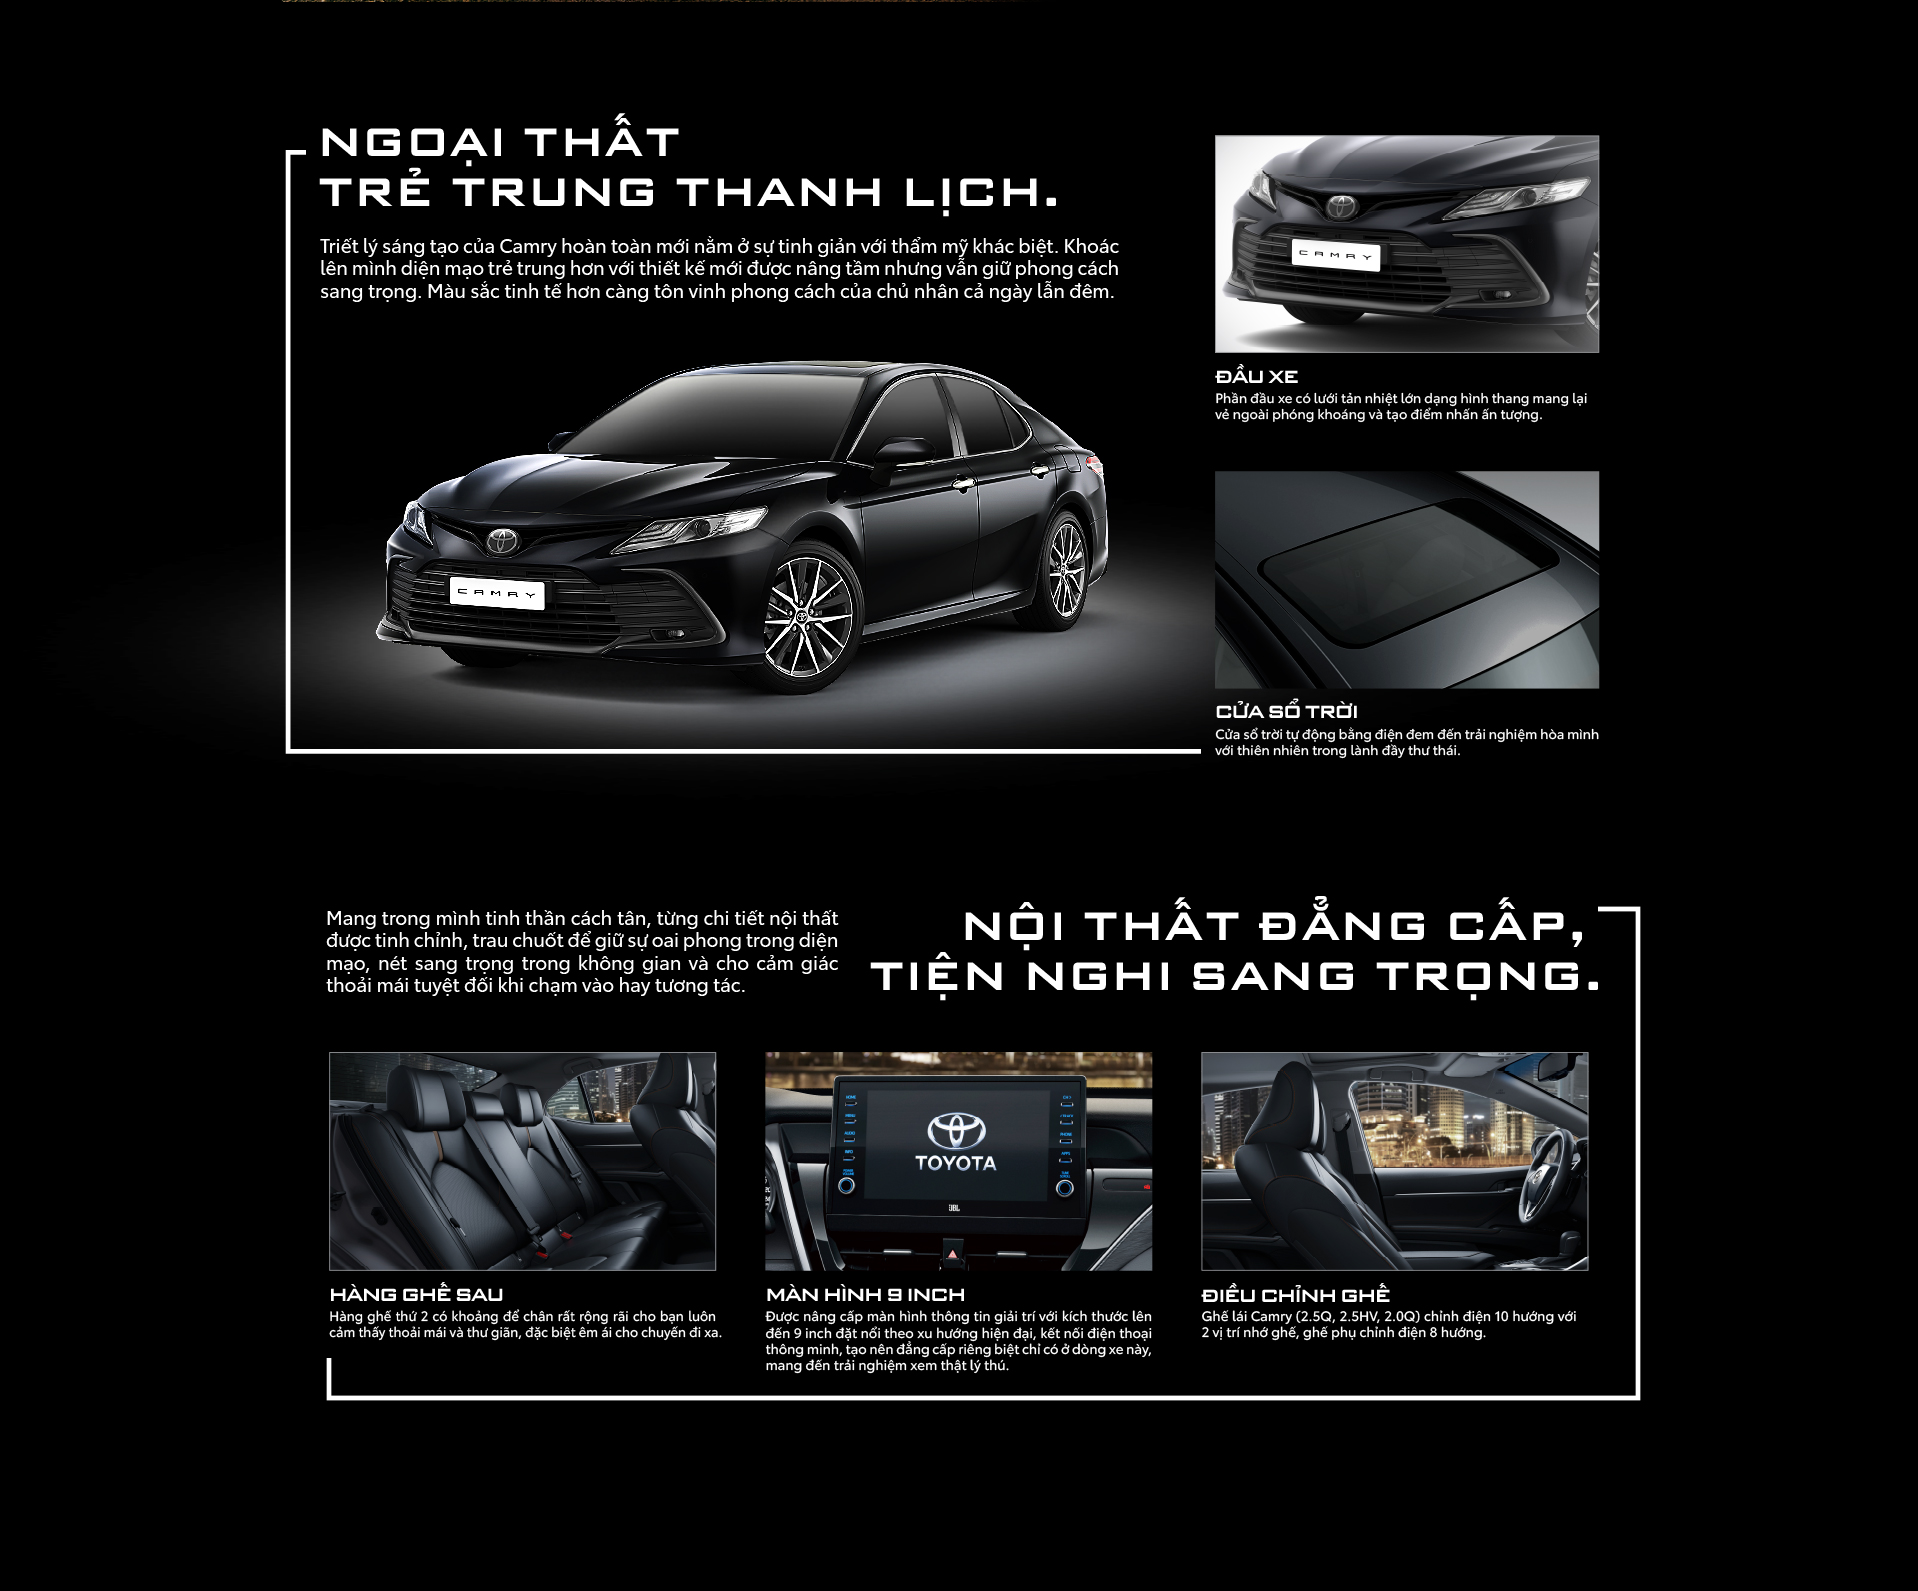 NGOẠI THẤT
TRẺ TRUNG THANH LỊCH.
Triết lý sáng tạo của Camry hoàn toàn mới nằm ở sự tinh giản với thẩm mỹ khác biệt. Khoác
lên mình diện mạo trẻ trung hơn với thiết kế mới được nâng tầm nhưng vẫn giữ phong cách
sang trọng. Màu sắc tinh tế hơn càng tôn vinh phong cách của chủ nhân cả ngày lẫn đêm.
CAMRY
CAMRY
ĐẦU XE
Phần đầu xe có lưới tản nhiệt lớn dạng hình thang mang lại
vẻ ngoài phóng khoáng và tạo điểm nhấn ấn tượng.
CỬA SỔ TRỜI
Cửa sổ trời tự động bằng điện đem đến trải nghiệm hòa mình
với thiên nhiên trong lành đầy thư thái.
Mang trong mình tinh thần cách tân, từng chi tiết nội thất
được tinh chỉnh, trau chuốt để giữ sự oai phong trong diện
mạo, nét sang trọng trong không gian và cho cảm giác
thoải mái tuyệt đối khi chạm vào hay tương tác.
NỘI THẤT ĐẲNG CẤP,
TIỆN NGHI SANG TRỌNG.
HÀNG GHẾ SAU
Hàng ghế thứ 2 có khoảng để chân rất rộng rãi cho bạn luôn
cảm thấy thoải mái và thư giãn, đặc biệt êm ái cho chuyến đi xa.
HOME
MENU
AUDIO
INFO
TOYOTA
PHONE
APPS
JBL
MÀN HÌNH 9 INCH
Được nâng cấp màn hình thông tin giải trí với kích thước lên
đến 9 inch đặt nổi theo xu hướng hiện đại, kết nối điện thoại
thông minh, tạo nên đẳng cấp riêng biệt chỉ có ở dòng xe này,
mang đến trải nghiệm xem thật lý thú.
ĐIỀU CHỈNH GHẾ
Ghế lái Camry (2.5Q, 2.5HV, 2.0Q) chỉnh điện 10 hướng với
2 vị trí nhớ ghế, ghế phụ chỉnh điện 8 hướng.